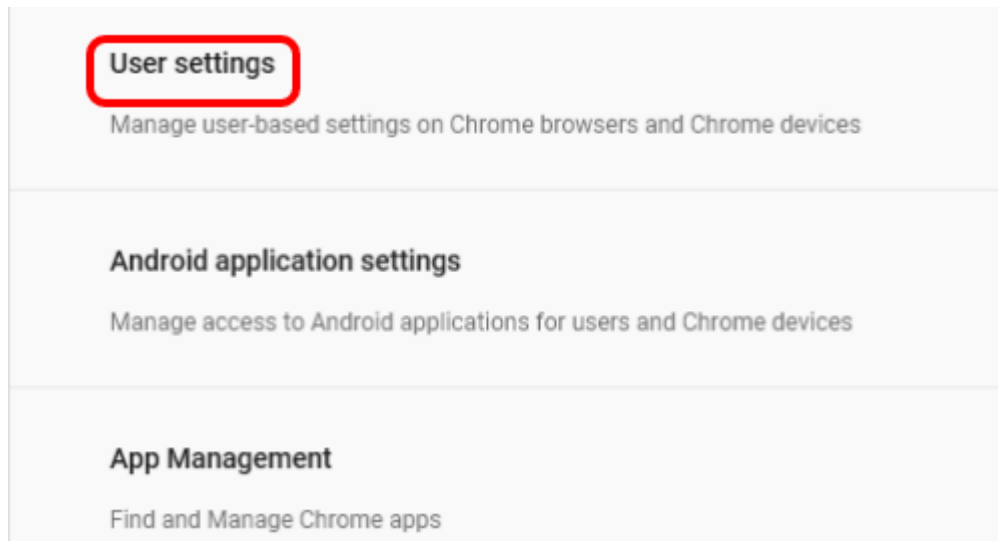 User settings
Manage user-based settings on Chrome browsers and Chrome devices
Android application settings
Manage access to Android applications for users and Chrome devices
App Management
Find and Manage Chrome apps